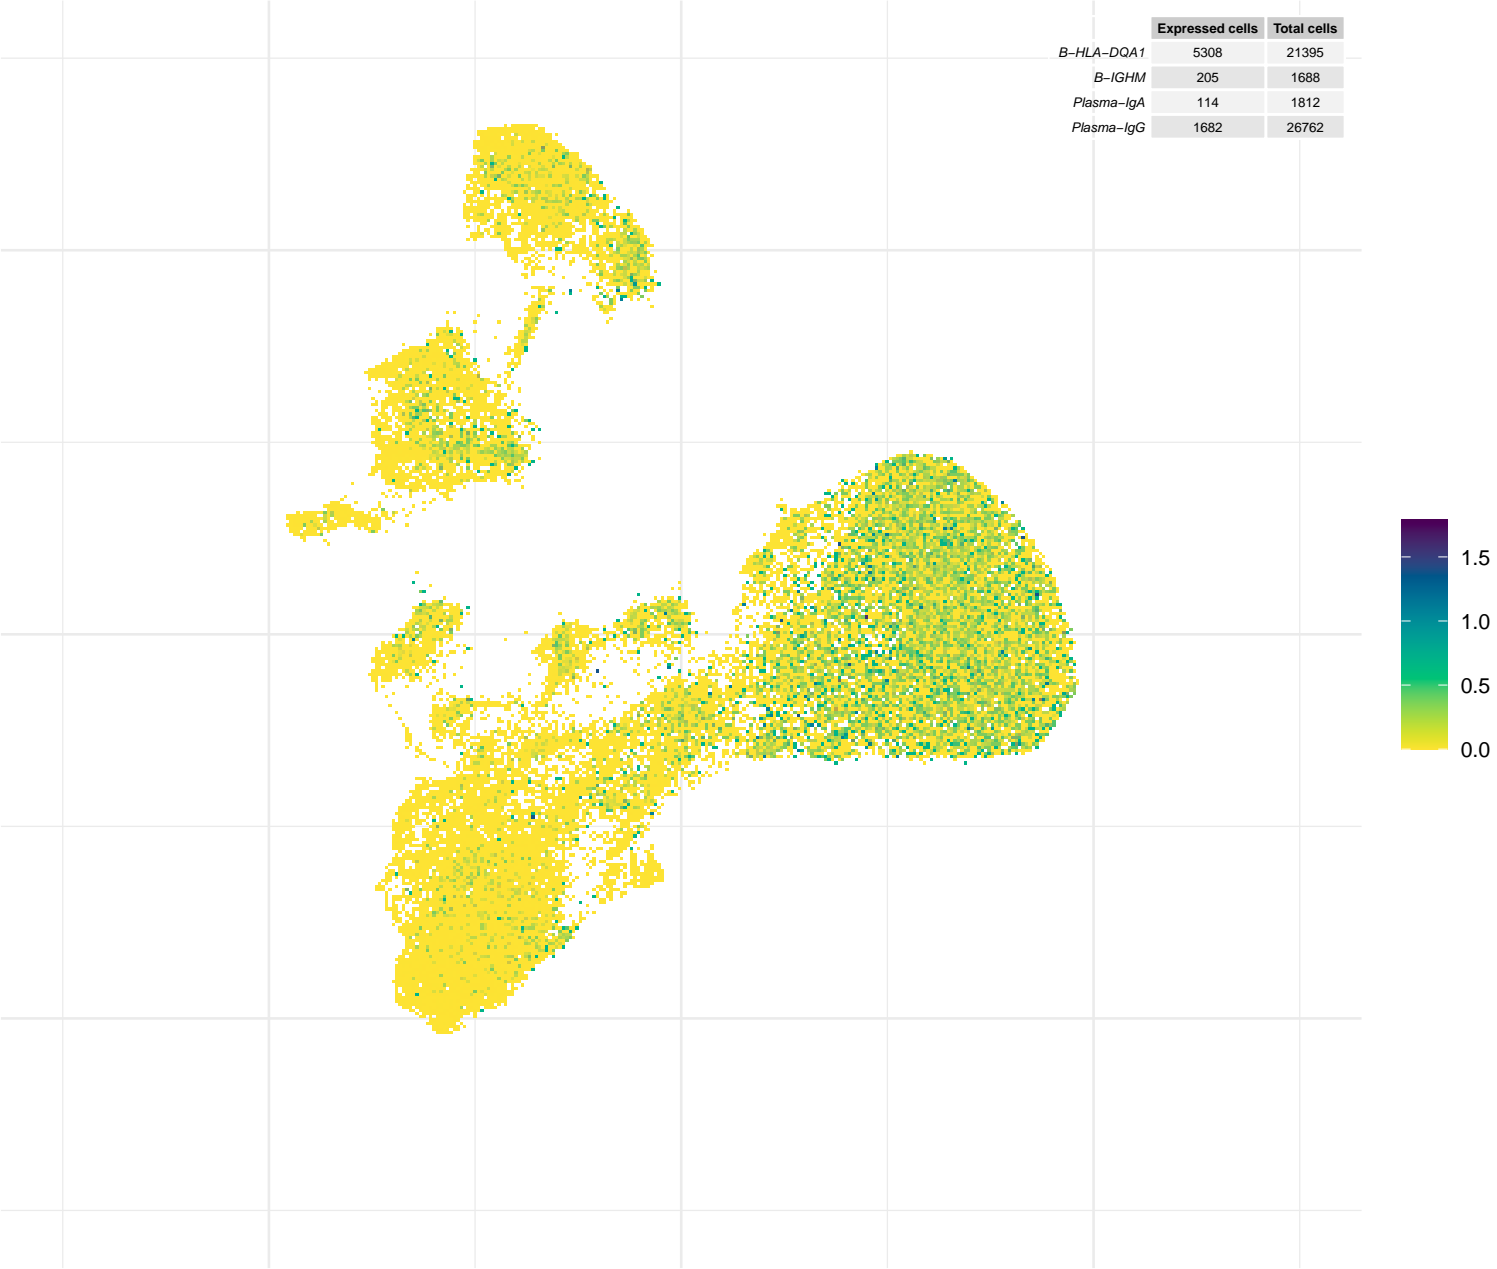 Expressed cells Total cells
B−HLA−DQA1 5308 21395
B−IGHM 205 1688
Plasma−IgA 114 1812
Plasma−IgG 1682 26762
1.5
1.0
0.5
0.0